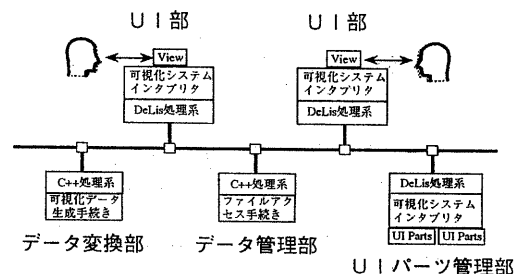 UI部
UI部
View
View
可視化システム
インタプリタ
DeLis処理系
可視化システム
インタプリタ
DeLis処理系
C++処理系
可視化データ
生成手続き
データ変換部
C++処理系
ファイルアク
セス手続き
データ管理部
DeLis処理系
可視化システム
インタプリタ
UI Parts
UI Parts
UIパーツ管理部